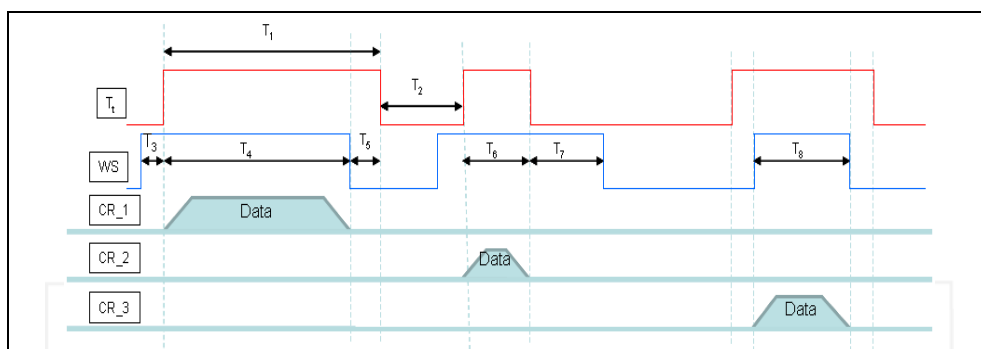 T1
Tt
T2
T3
T4
T5
T6
T7
T8
WS
CR_1
Data
CR_2
Data
CR_3
Data